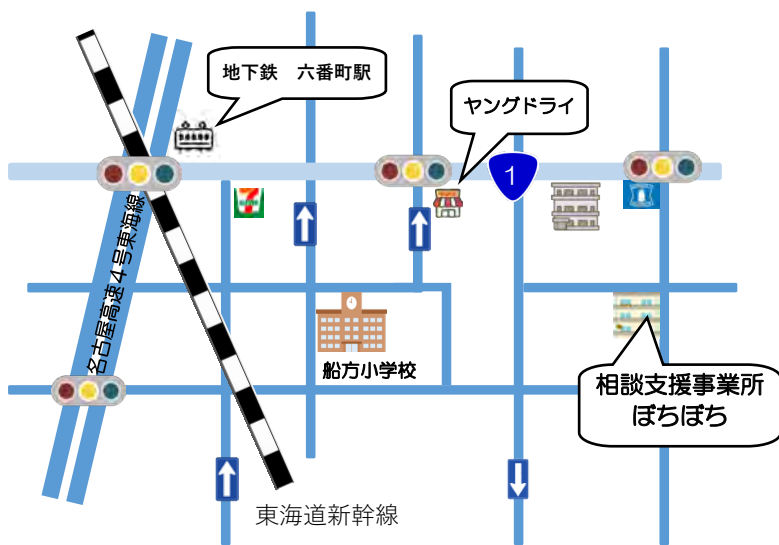 地下鉄　六番町駅
ヤングドライ
1
7
名古屋高速4号東海線
船方小学校
相談支援事業所
ぽちぽち
東海道新幹線